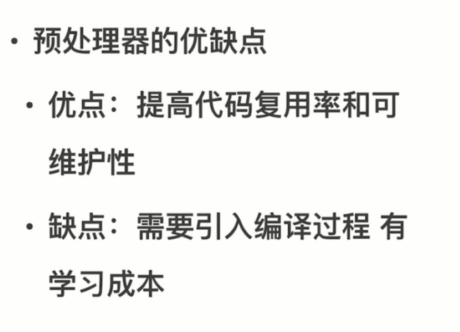 • 预处理器的优缺点
• 优点：提高代码复用率和可
维护性
• 缺点：需要引入编译过程 有
学习成本